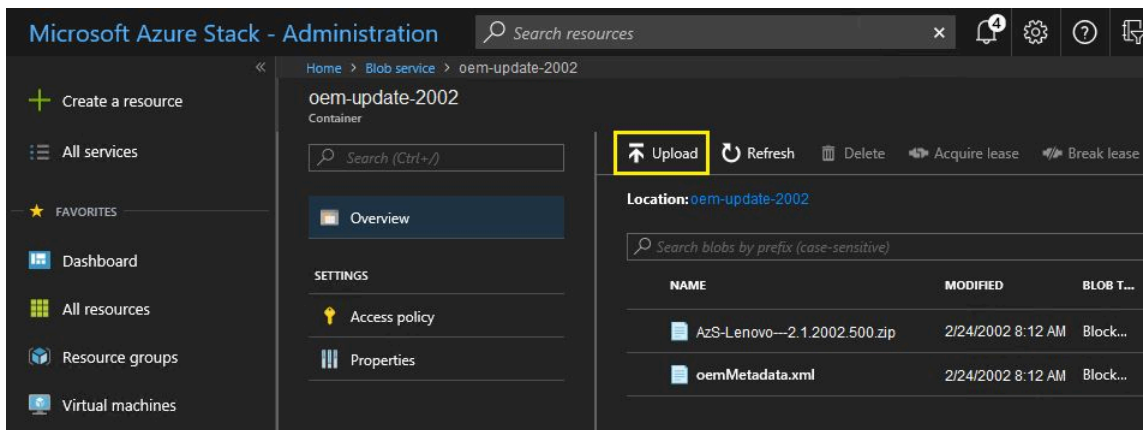 Microsoft Azure Stack - Administration
Search resources
4
Home > Blob service > oem-update-2002
Create a resource
All services
FAVORITES
Dashboard
All resources
Resource groups
Virtual machines
oem-update-2002
Container
Search (Ctrl+/)
Overview
SETTINGS
Access policy
Properties
Upload Refresh Delete Acquire lease Break lease
Location: oem-update-2002
Search blobs by prefix (case-sensitive)
NAME MODIFIED BLOB T...
AzS-Lenovo---2.1.2002.500.zip 2/24/2002 8:12 AM Block...
oemMetadata.xml 2/24/2002 8:12 AM Block...